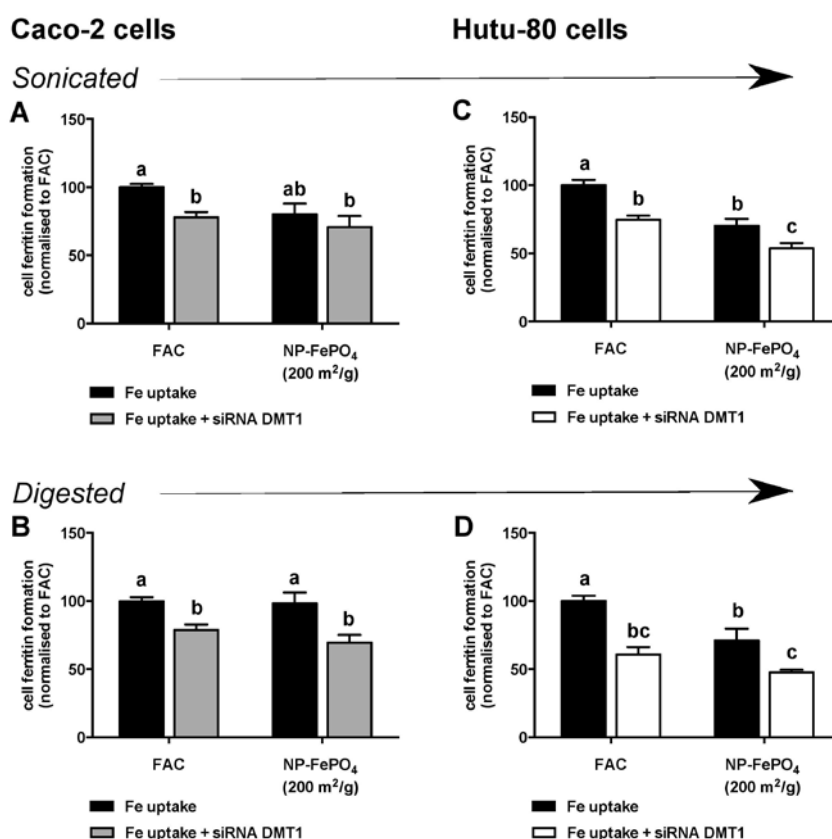 Caco-2 cells
Hutu-80 cells
Sonicated
A
cell ferritin formation
(normalised to FAC)
150
100
50
0
a
b
ab
b
FAC
NP-FePO₄
(200 m²/g)
Fe uptake
Fe uptake + siRNA DMT1
C
cell ferritin formation
(normalised to FAC)
150
100
50
0
a
b
b
c
FAC
NP-FePO₄
(200 m²/g)
Fe uptake
Fe uptake + siRNA DMT1
Digested
B
cell ferritin formation
(normalised to FAC)
150
100
50
0
a
b
a
b
FAC
NP-FePO₄
(200 m²/g)
Fe uptake
Fe uptake + siRNA DMT1
D
cell ferritin formation
(normalised to FAC)
150
100
50
0
a
bc
b
c
FAC
NP-FePO₄
(200 m²/g)
Fe uptake
Fe uptake + siRNA DMT1